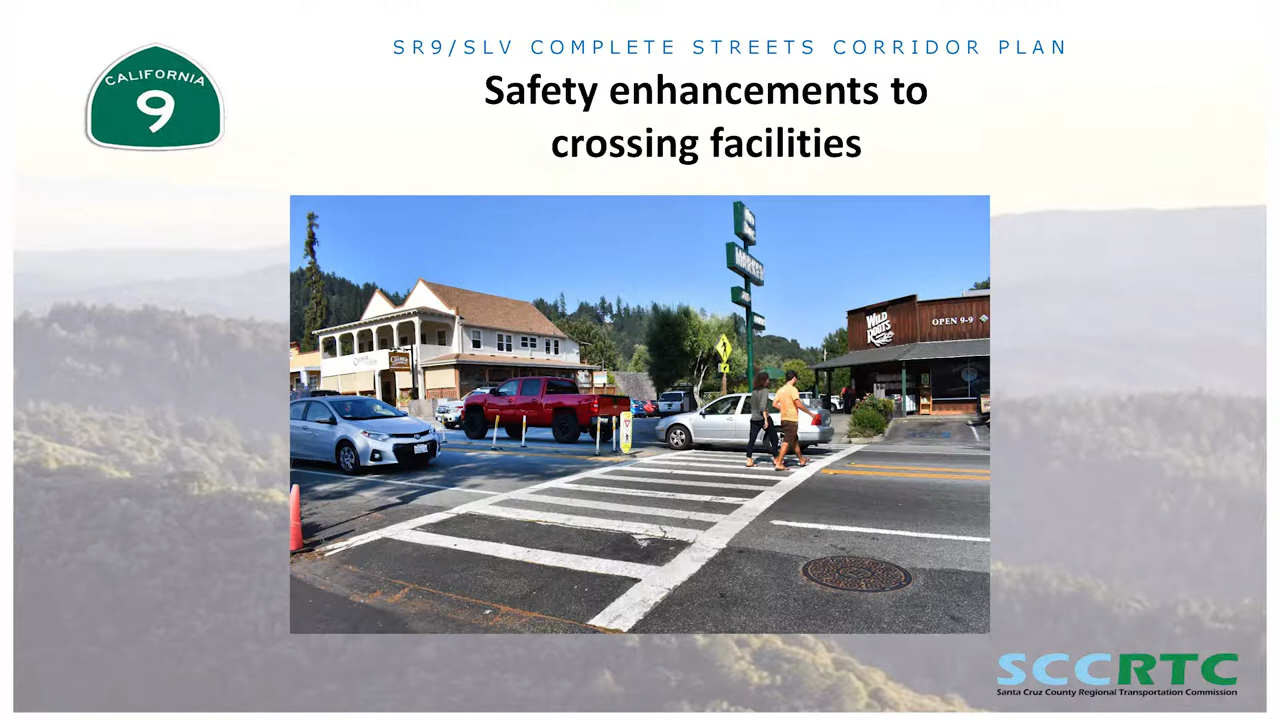 SR9/SLV COMPLETE STREETS CORRIDOR PLAN
CALIFORNIA
9
Safety enhancements to
crossing facilities
MARKET
WILD
ROOTS
OPEN 9-9
SCCRTC
Santa Cruz County Regional Transportation Commission